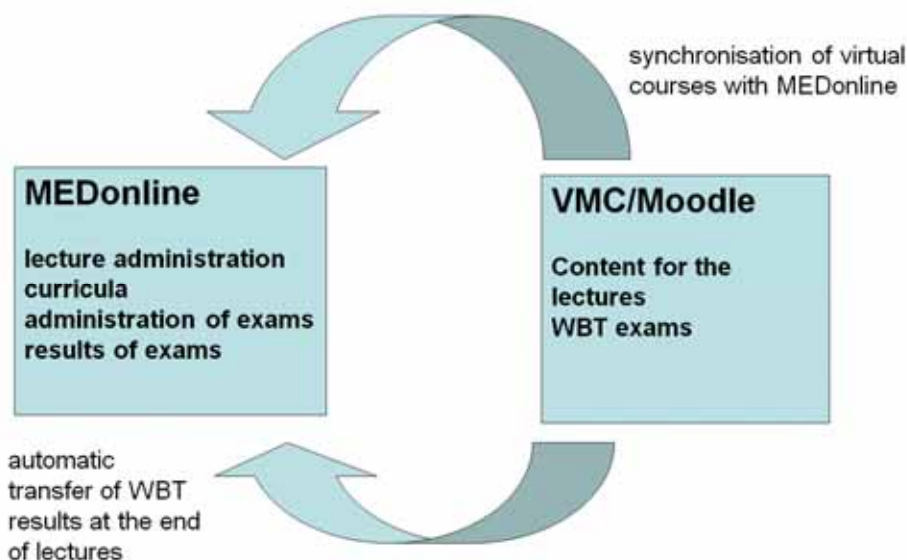 synchronisation of virtual
courses with MEDonline
MEDonline
lecture administration
curricula
administration of exams
results of exams
VMC/Moodle
Content for the
lectures
WBT exams
automatic
transfer of WBT
results at the end
of lectures